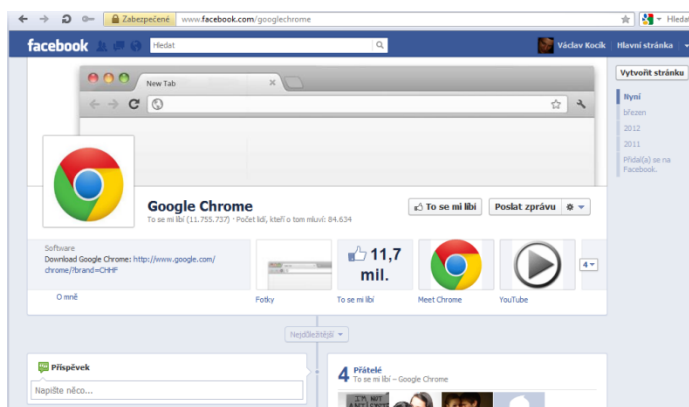 Zabezpečené www.facebook.com/googlechrome
Hleda
facebook Hledat Václav Kocik Hlavní stránka
New Tab
Vytvořit stránku
Nyní
březen
2012
2011
Přidal(a) se na
Facebook.
Google Chrome
To se mi líbí (11.755.737) · Počet lidí, kteří o tom mluví: 84.634
To se mi líbí Poslat zprávu
Software
Download Google Chrome: http://www.google.com/
chrome/?brand=CHHF
O mně
Fotky
11,7
mil.
To se mi líbí
Meet Chrome
YouTube
4
Nejdůležitější
Příspěvek
Napište něco...
4 Přátelé
To se mi líbí – Google Chrome
I'M NOT